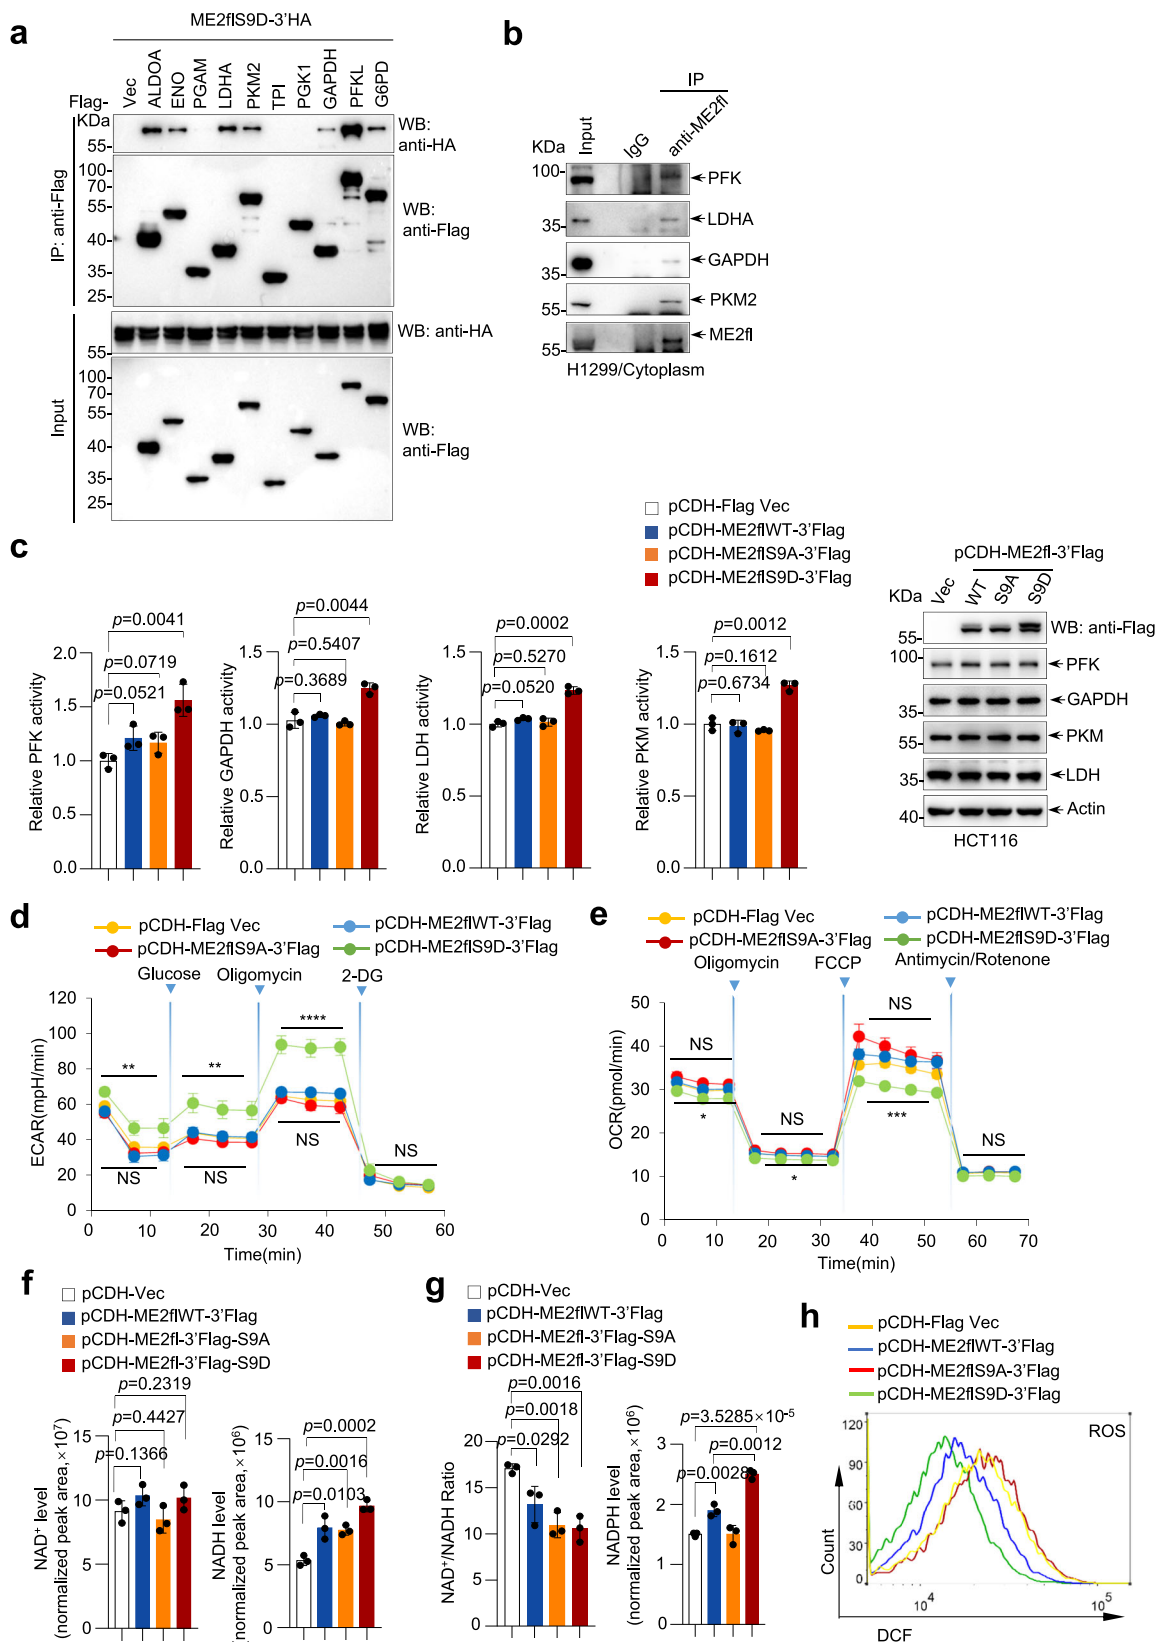 a
ME2flS9D-3'HA
Flag-
Vec
ALDOA
ENO
PGAM
LDHA
PKM2
TPI
PGK1
GAPDH
PFKL
G6PD
KDa
55-
WB:
anti-HA
IP: anti-Flag
100-
70-
55-
40-
35-
25-
WB:
anti-Flag
Input
55-
WB: anti-HA
100-
70-
55-
40-
35-
25-
WB:
anti-Flag
b
IP
Input
IgG
anti-ME2fl
KDa
100-
PFK
35-
LDHA
35-
GAPDH
55-
PKM2
55-
ME2fl
H1299/Cytoplasm
c
pCDH-Flag Vec
pCDH-ME2flWT-3'Flag
pCDH-ME2flS9A-3'Flag
pCDH-ME2flS9D-3'Flag
p=0.0041
p=0.0719
p=0.0521
Relative PFK activity
2.0
1.5
1.0
0.5
0.0
p=0.0044
p=0.5407
p=0.3689
Relative GAPDH activity
1.5
1.0
0.5
0.0
p=0.0002
p=0.5270
p=0.0520
Relative LDH activity
1.5
1.0
0.5
0.0
p=0.0012
p=0.1612
p=0.6734
Relative PKM activity
1.5
1.0
0.5
0.0
pCDH-ME2fl-3'Flag
KDa
Vec
WT
S9A
S9D
55-
WB: anti-Flag
100-
PFK
35-
GAPDH
55-
PKM
35-
LDH
40-
Actin
HCT116
d
pCDH-Flag Vec
pCDH-ME2flWT-3'Flag
pCDH-ME2flS9A-3'Flag
pCDH-ME2flS9D-3'Flag
Glucose
Oligomycin
2-DG
ECAR(mpH/min)
120
100
80
60
40
20
0
**
**
****
NS
NS
NS
NS
0 10 20 30 40 50 60
Time(min)
e
pCDH-Flag Vec
pCDH-ME2flWT-3'Flag
pCDH-ME2flS9A-3'Flag
pCDH-ME2flS9D-3'Flag
Oligomycin
FCCP
Antimycin/Rotenone
OCR(pmol/min)
50
40
30
20
10
0
NS
*
NS
*
NS
***
NS
0 10 20 30 40 50 60 70
Time(min)
f
pCDH-Vec
pCDH-ME2flWT-3'Flag
pCDH-ME2fl-3'Flag-S9A
pCDH-ME2fl-3'Flag-S9D
p=0.2319
p=0.4427
p=0.1366
NAD⁺ level
(normalized peak area,×10⁷)
15
10
5
0
p=0.0002
p=0.0016
p=0.0103
NADH level
(normalized peak area,×10⁶)
15
10
5
0
g
pCDH-Vec
pCDH-ME2flWT-3'Flag
pCDH-ME2fl-3'Flag-S9A
pCDH-ME2fl-3'Flag-S9D
p=0.0016
p=0.0018
p=0.0292
NAD⁺/NADH Ratio
20
15
10
5
0
p=3.5285×10⁻⁵
p=0.0012
p=0.0028
NADPH level
(normalized peak area,×10⁶)
3
2
1
0
h
pCDH-Flag Vec
pCDH-ME2flWT-3'Flag
pCDH-ME2flS9A-3'Flag
pCDH-ME2flS9D-3'Flag
ROS
Count
120
90
60
30
0
10⁴
10⁵
DCF